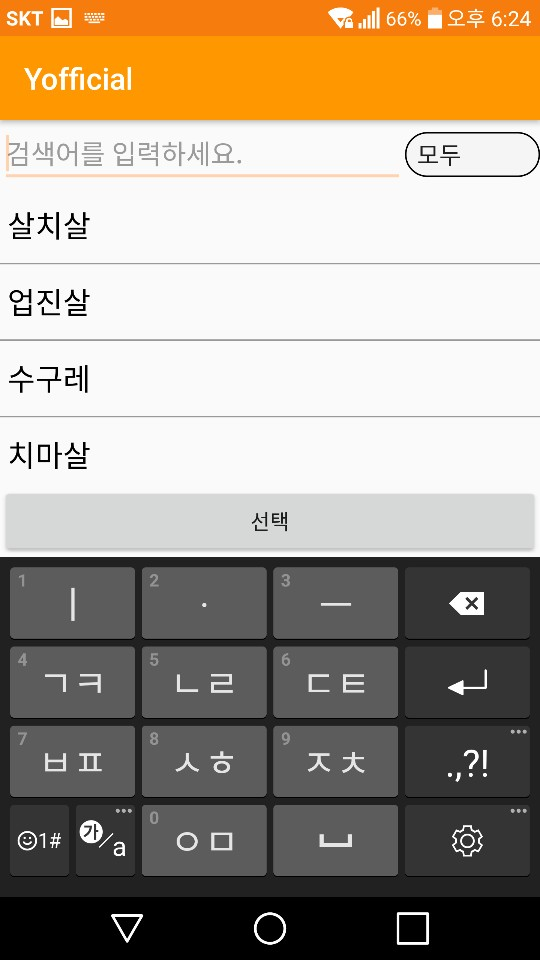 SKT 66% 오후 6:24
Yofficial
검색어를 입력하세요. 모두
살치살
업진살
수구레
치마살
선택
1 ㅣ 2 · 3 ㅡ
4 ㄱㅋ 5 ㄴㄹ 6 ㄷㅌ
7 ㅂㅍ 8 ㅅㅎ 9 ㅈㅊ .,?!
1# 가/a 0 ㅇㅁ